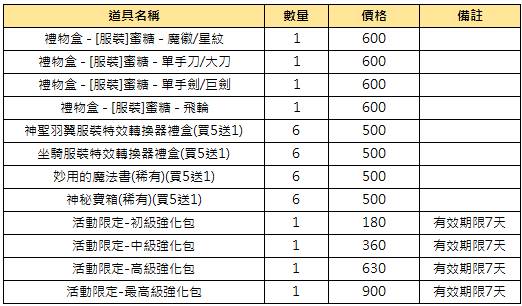 道具名稱 數量 價格 備註
禮物盒 - [服裝]蜜糖 - 魔徽/星紋 1 600
禮物盒 - [服裝]蜜糖 - 單手刀/大刀 1 600
禮物盒 - [服裝]蜜糖 - 單手劍/巨劍 1 600
禮物盒 - [服裝]蜜糖 - 飛輪 1 600
神聖羽翼服裝特效轉換器禮盒(買5送1) 6 500
坐騎服裝特效轉換器禮盒(買5送1) 6 500
妙用的魔法書(稀有)(買5送1) 6 500
神秘寶箱(稀有)(買5送1) 6 500
活動限定-初級強化包 1 180 有效期限7天
活動限定-中級強化包 1 360 有效期限7天
活動限定-高級強化包 1 630 有效期限7天
活動限定-最高級強化包 1 900 有效期限7天